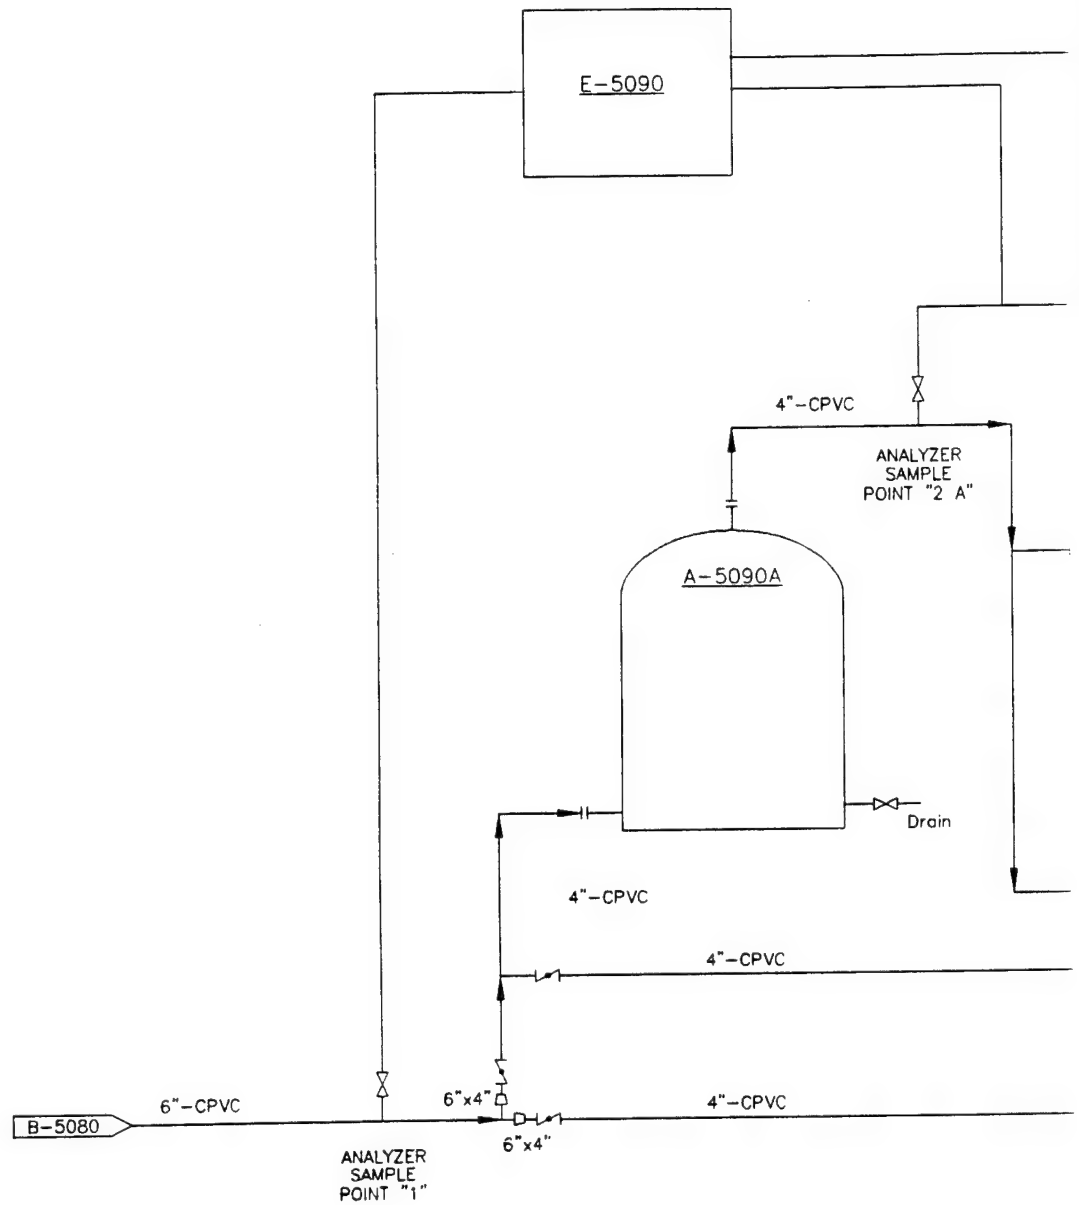 E-5090
4"-CPVC
ANALYZER
SAMPLE
POINT "2 A"
A-5090A
Drain
4"-CPVC
4"-CPVC
6"x4"
6"-CPVC
4"-CPVC
B-5080
6"x4"
ANALYZER
SAMPLE
POINT "1"